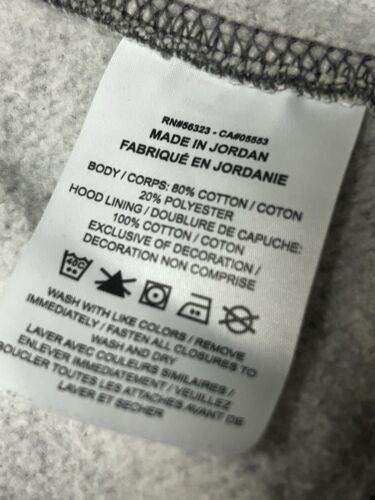 RN#56323 - CA#05553
MADE IN JORDAN
FABRIQUÉ EN JORDANIE
BODY / CORPS: 80% COTTON / COTON
20% POLYESTER
HOOD LINING / DOUBLURE DE CAPUCHE:
100% COTTON / COTON
EXCLUSIVE OF DECORATION /
DECORATION NON COMPRISE
40C
WASH WITH LIKE COLORS / REMOVE
IMMEDIATELY / FASTEN ALL CLOSURES TO
WASH AND DRY
LAVER AVEC COULEURS SIMILAIRES /
ENLEVER IMMEDIATEMENT / VEUILLEZ
BOUCLER TOUTES LES ATTACHES AVANT DE
LAVER ET SECHER